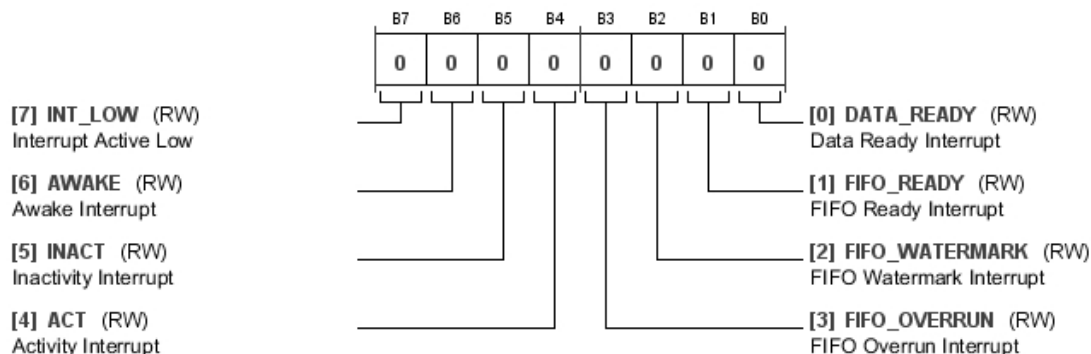 B7 B6 B5 B4 B3 B2 B1 B0
0 0 0 0 0 0 0 0
[7] INT_LOW (RW)
Interrupt Active Low
[6] AWAKE (RW)
Awake Interrupt
[5] INACT (RW)
Inactivity Interrupt
[4] ACT (RW)
Activity Interrupt
[0] DATA_READY (RW)
Data Ready Interrupt
[1] FIFO_READY (RW)
FIFO Ready Interrupt
[2] FIFO_WATERMARK (RW)
FIFO Watermark Interrupt
[3] FIFO_OVERRUN (RW)
FIFO Overrun Interrupt